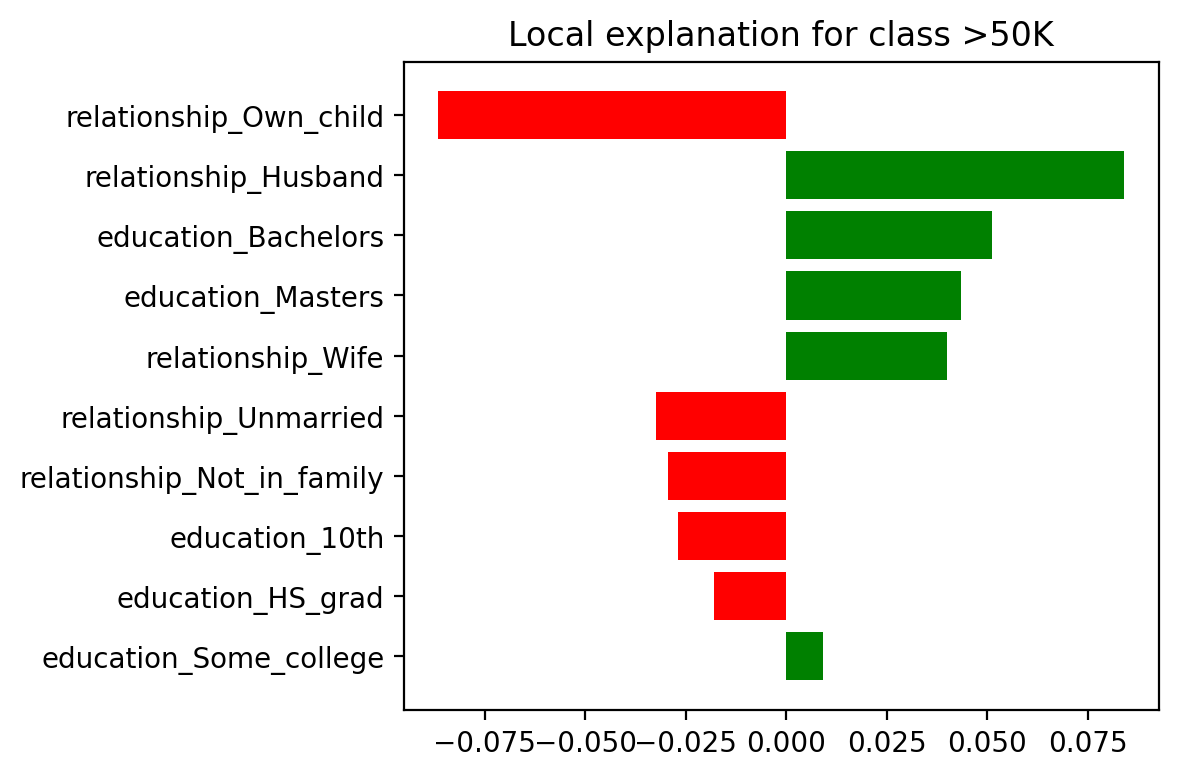 Local explanation for class >50K
relationship_Own_child
relationship_Husband
education_Bachelors
education_Masters
relationship_Wife
relationship_Unmarried
relationship_Not_in_family
education_10th
education_HS_grad
education_Some_college
−0.075−0.050−0.025 0.000 0.025 0.050 0.075